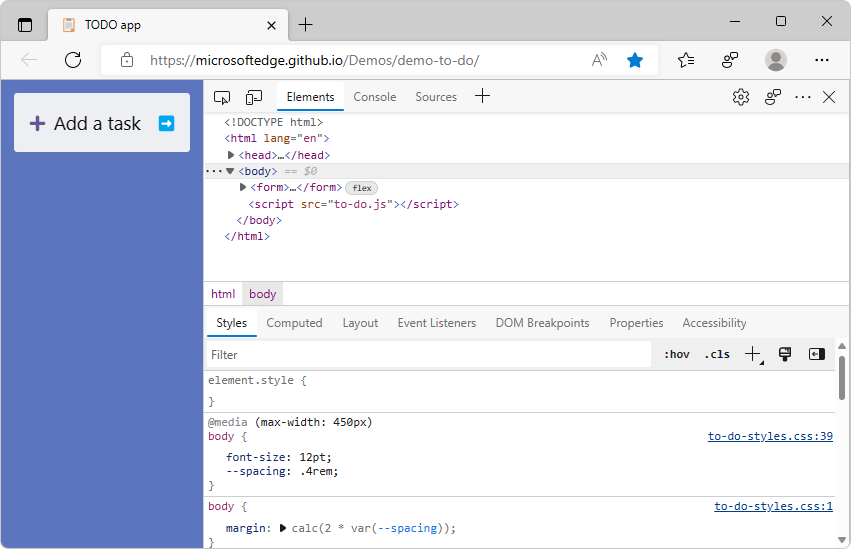 TODO app
https://microsoftedge.github.io/Demos/demo-to-do/
Add a task
Elements Console Sources
<!DOCTYPE html>
<html lang="en">
<head>…</head>
<body> == $0
<form>…</form> flex
<script src="to-do.js"></script>
</body>
</html>
html body
Styles Computed Layout Event Listeners DOM Breakpoints Properties Accessibility
Filter :hov .cls
element.style {
}
@media (max-width: 450px)
body { to-do-styles.css:39
font-size: 12pt;
--spacing: .4rem;
}
body { to-do-styles.css:1
margin: calc(2 * var(--spacing));
}